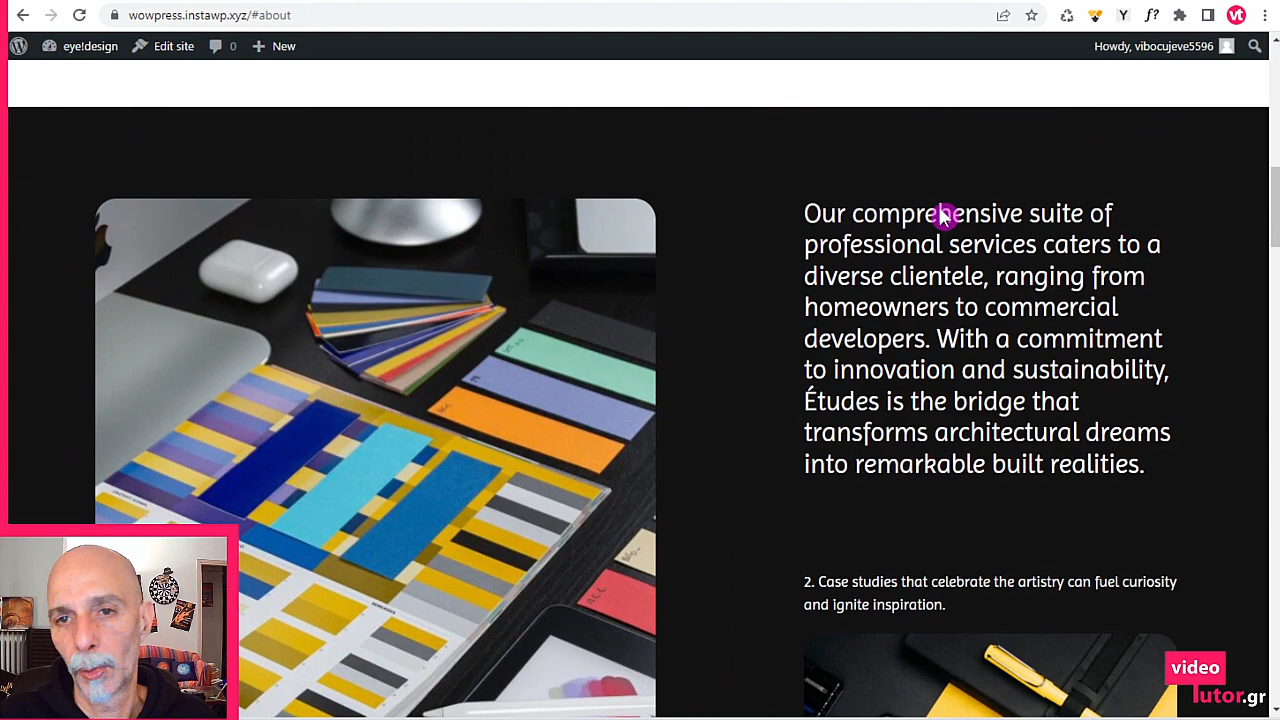 wowpress.instawp.xyz/#about
Y
f?
vt
eye!design
Edit site
0
New
Howdy, vibocujeve5596
Our comprehensive suite of
professional services caters to a
diverse clientele, ranging from
homeowners to commercial
developers. With a commitment
to innovation and sustainability,
Études is the bridge that
transforms architectural dreams
into remarkable built realities.
2. Case studies that celebrate the artistry can fuel curiosity
and ignite inspiration.
video
tutor.gr